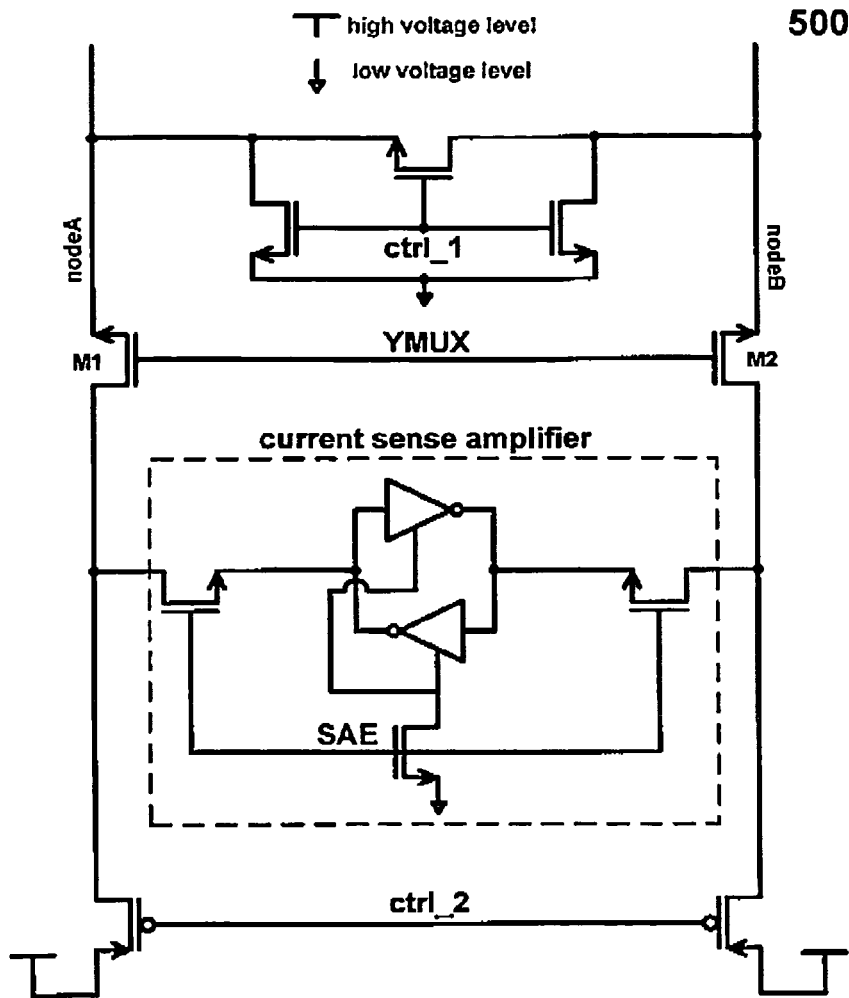 500
high voltage level
low voltage level
nodeA
ctrl_1
nodeB
YMUX
M1
M2
current sense amplifier
SAE
ctrl_2